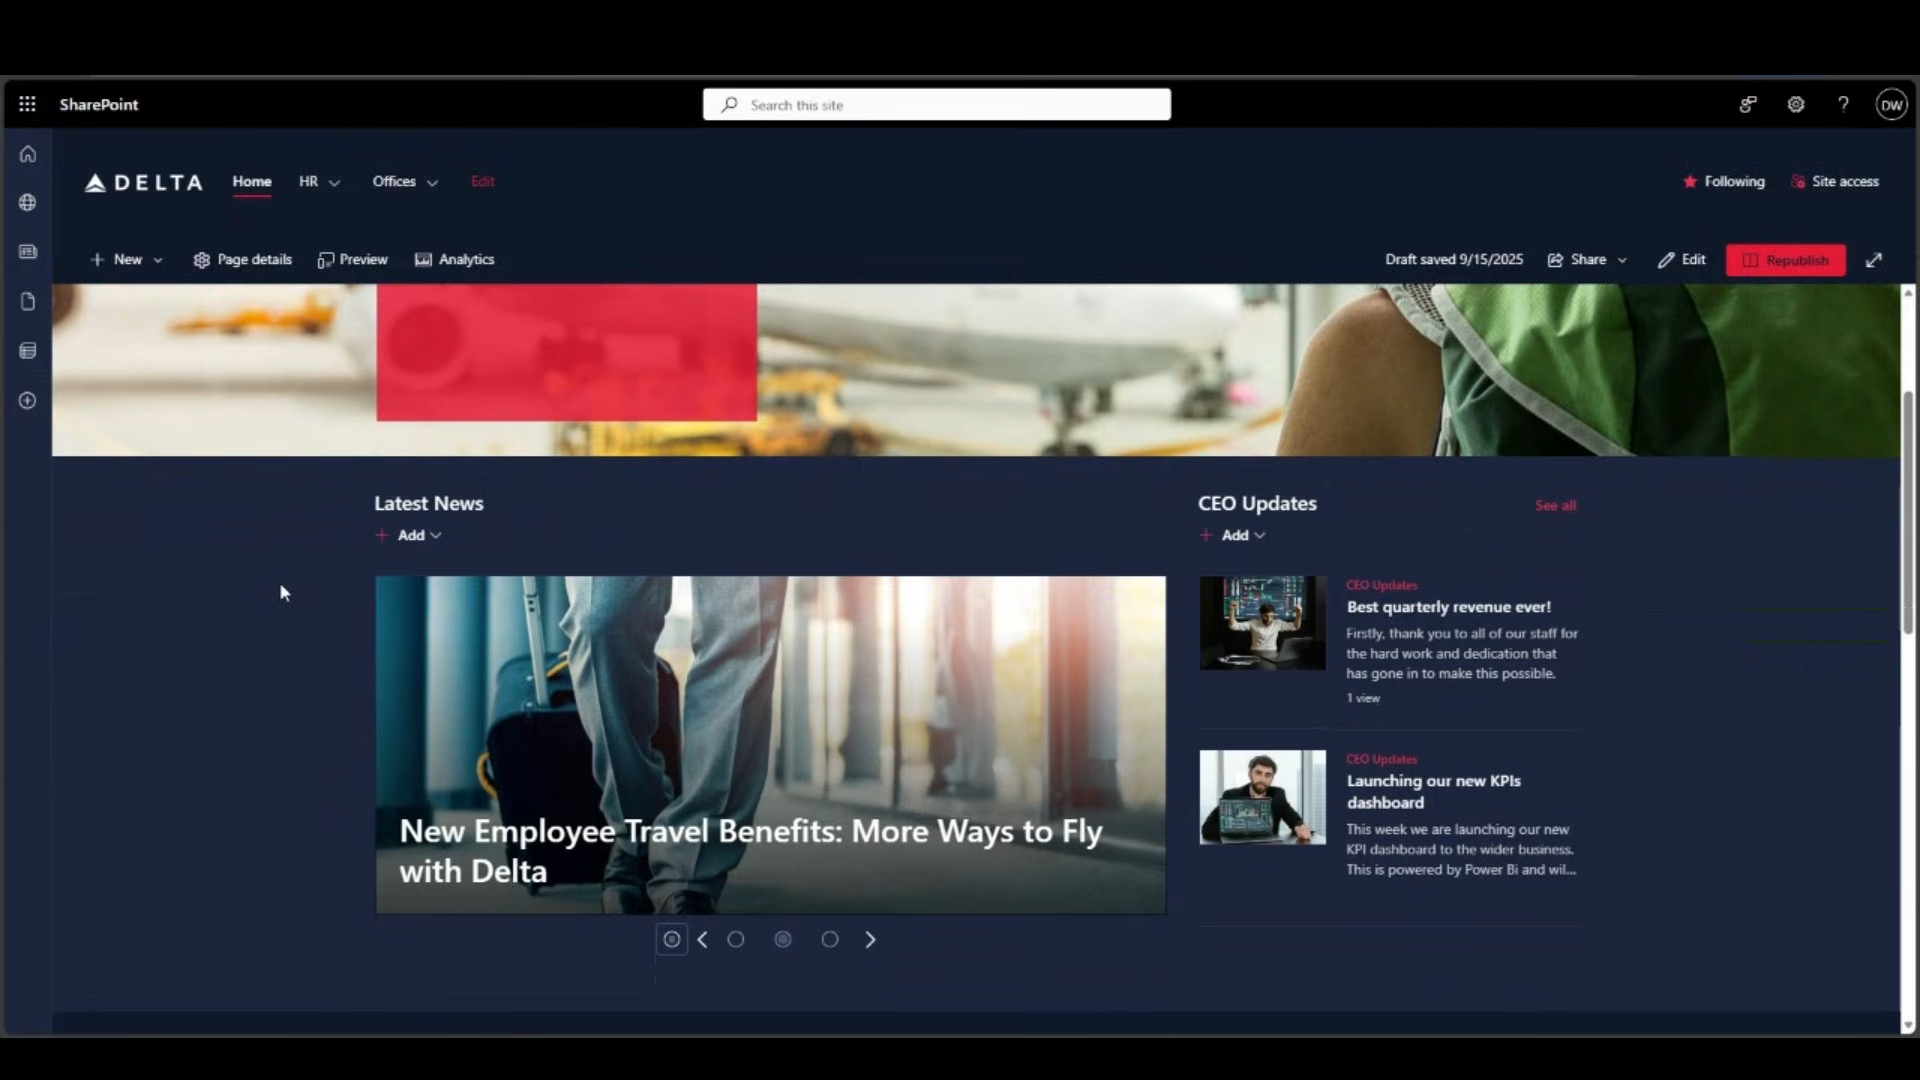 SharePoint
Search this site
?
DW
DELTA
Home
HR
Offices
Edit
Following
Site access
New
Page details
Preview
Analytics
Draft saved 9/15/2025
Share
Edit
Republish
Latest News
+ Add
New Employee Travel Benefits: More Ways to Fly
with Delta
CEO Updates
See all
+ Add
CEO Updates
Best quarterly revenue ever!
Firstly, thank you to all of our staff for
the hard work and dedication that
has gone in to make this possible.
1 view
CEO Updates
Launching our new KPIs
dashboard
This week we are launching our new
KPI dashboard to the wider business.
This is powered by Power Bi and wil...